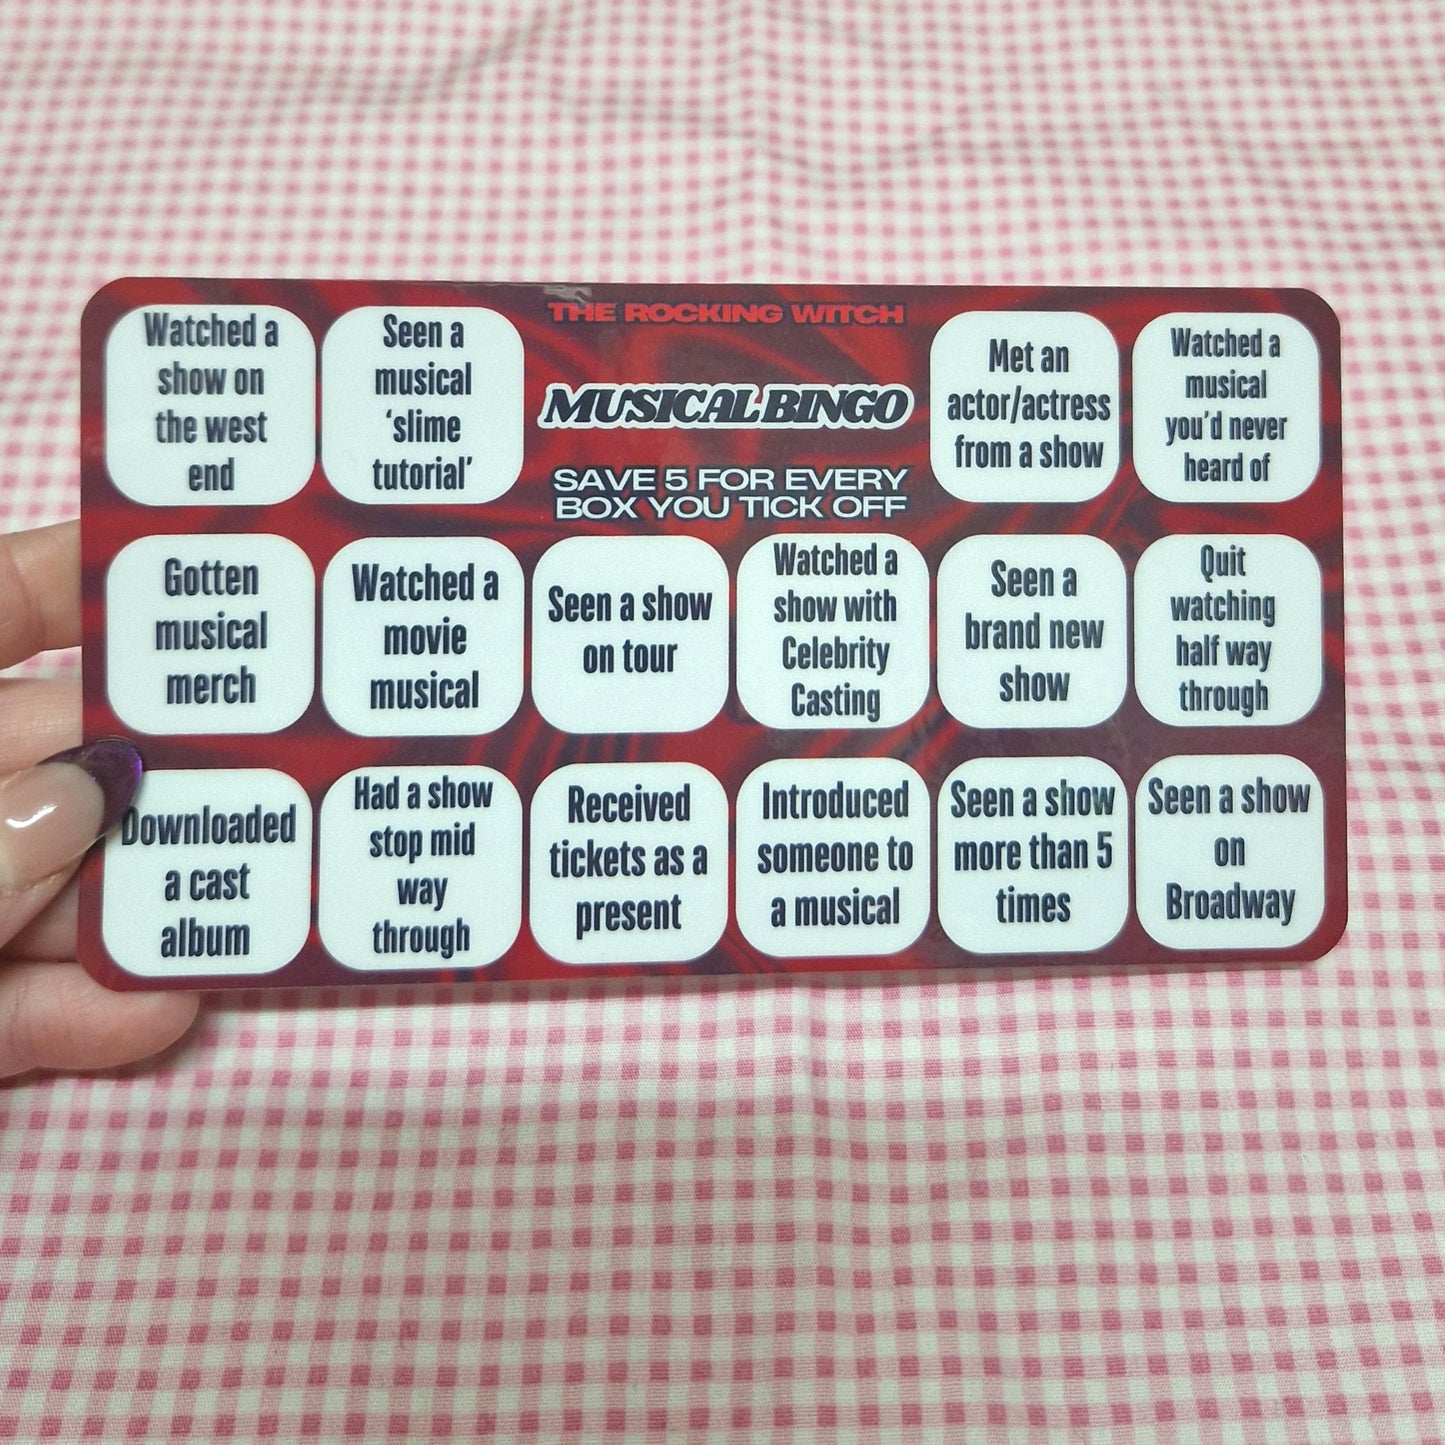 Watched a
show on
the west
end
Seen a
musical
‘slime
tutorial’
THE ROCKING WITCH
MUSICAL BINGO
SAVE 5 FOR EVERY
BOX YOU TICK OFF
Met an
actor/actress
from a show
Watched a
musical
you’d never
heard of
Gotten
musical
merch
Watched a
movie
musical
Seen a show
on tour
Watched a
show with
Celebrity
Casting
Seen a
brand new
show
Quit
watching
half way
through
Downloaded
a cast
album
Had a show
stop mid
way
through
Received
tickets as a
present
Introduced
someone to
a musical
Seen a show
more than 5
times
Seen a show
on
Broadway